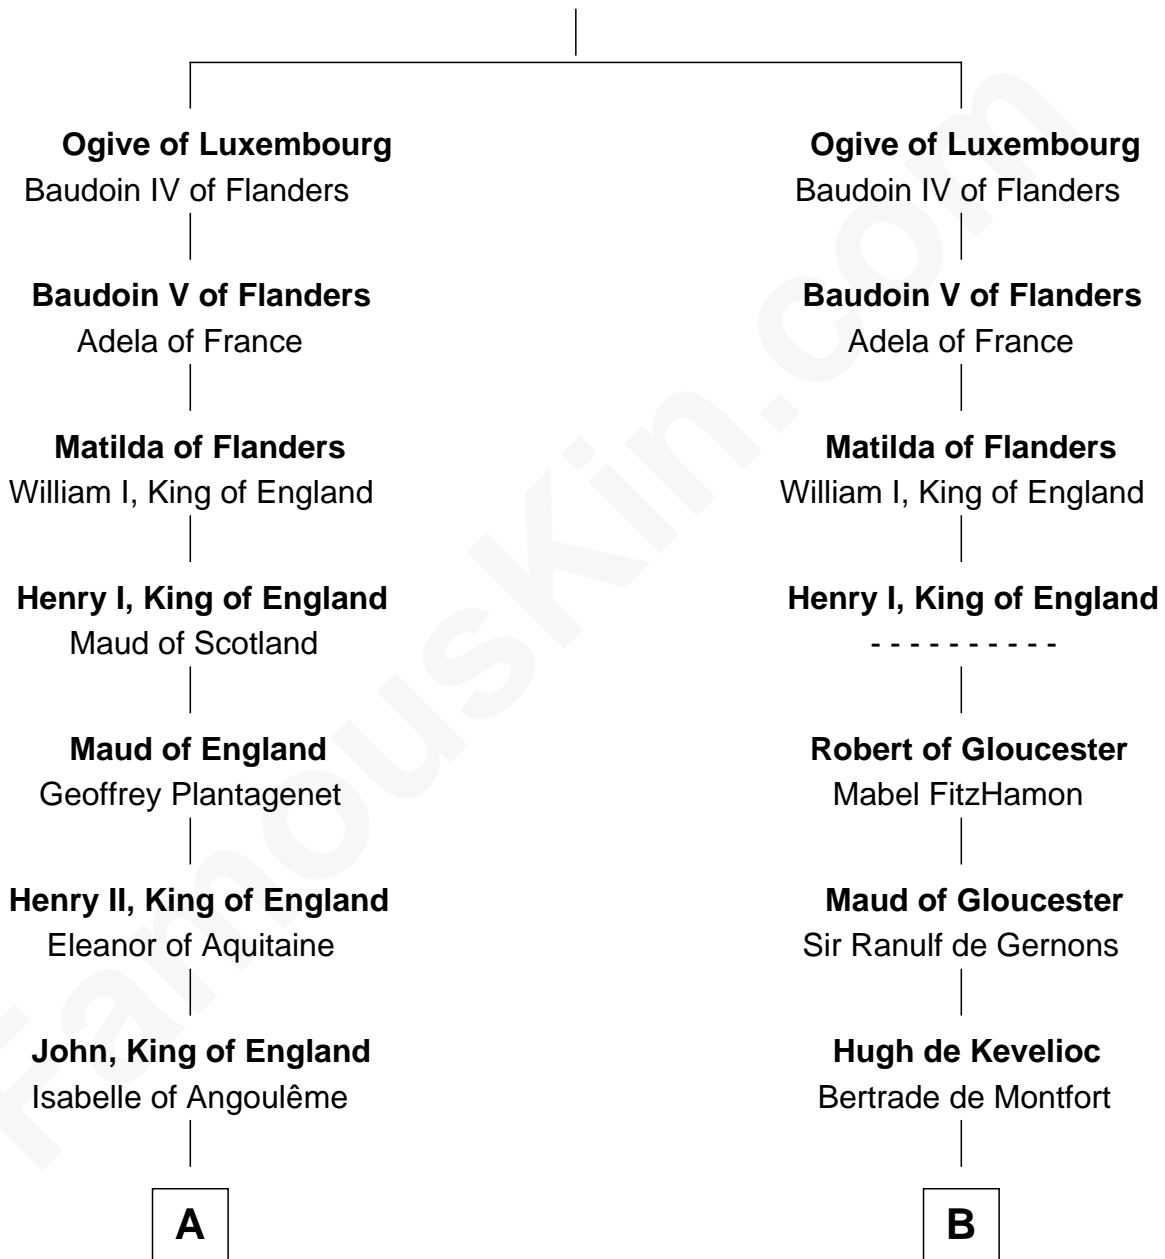 Ogive of Luxembourg
Baudoin IV of Flanders
Baudoin V of Flanders
Adela of France
Matilda of Flanders
William I, King of England
Henry I, King of England
Maud of Scotland
Maud of England
Geoffrey Plantagenet
Henry II, King of England
Eleanor of Aquitaine
John, King of England
Isabelle of Angoulême
A
Ogive of Luxembourg
Baudoin IV of Flanders
Baudoin V of Flanders
Adela of France
Matilda of Flanders
William I, King of England
Henry I, King of England
- - - - - - - - - -
Robert of Gloucester
Mabel FitzHamon
Maud of Gloucester
Sir Ranulf de Gernons
Hugh de Kevelioc
Bertrade de Montfort
B
FamousKin.com